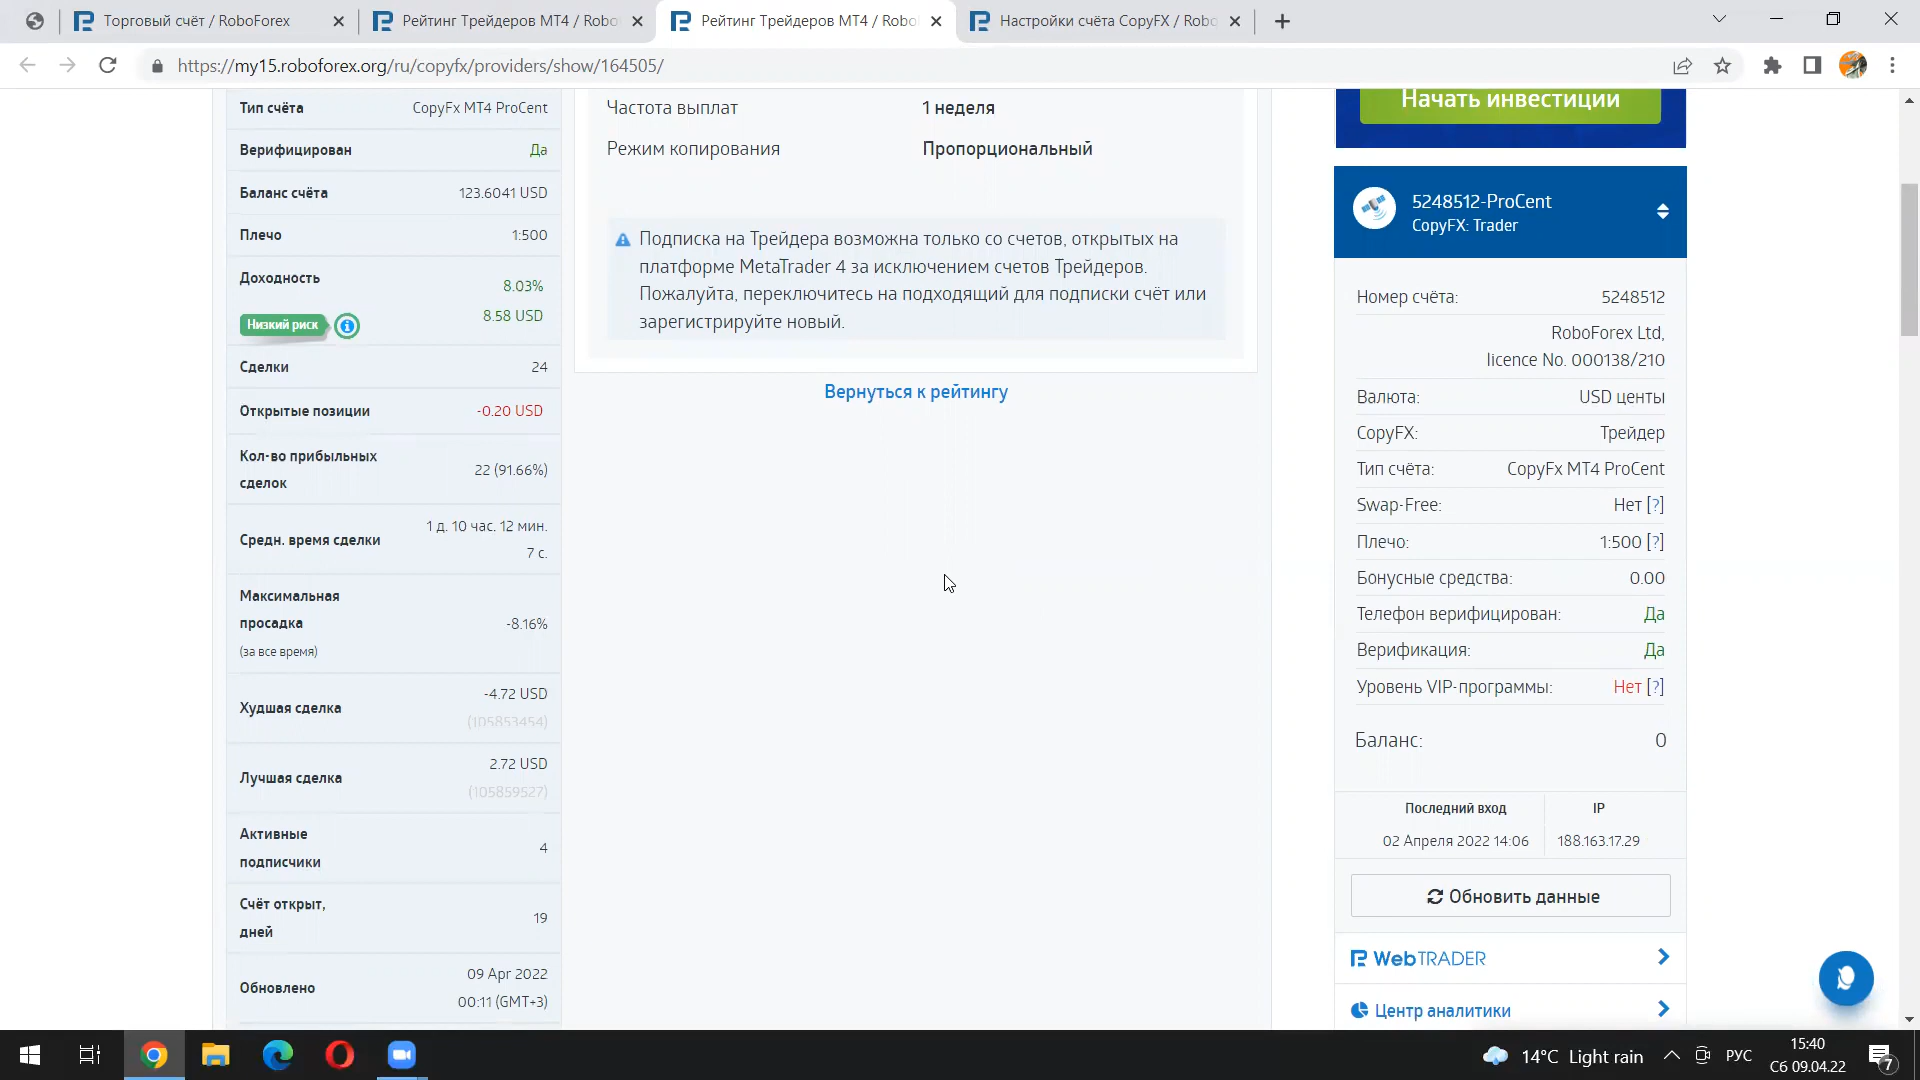 Торговый счёт / RoboForex
Рейтинг Трейдеров MT4 / Robo
Рейтинг Трейдеров MT4 / Robo
Настройки счёта CopyFX / Robo
https://my15.roboforex.org/ru/copyfx/providers/show/164505/
Тип счёта CopyFx MT4 ProCent
Верифицирован Да
Баланс счёта 123.6041 USD
Плечо 1:500
Доходность 8.03%
8.58 USD
Низкий риск
Сделки 24
Открытые позиции -0.20 USD
Кол-во прибыльных
сделок
22 (91.66%)
Средн. время сделки
1 д. 10 час. 12 мин.
7 с.
Максимальная
просадка
(за все время)
-8.16%
Худшая сделка
-4.72 USD
(105853454)
Лучшая сделка
2.72 USD
(105859527)
Активные
подписчики
4
Счёт открыт,
дней
19
Обновлено
09 Apr 2022
00:11 (GMT+3)
Частота выплат 1 неделя
Режим копирования Пропорциональный
Подписка на Трейдера возможна только со счетов, открытых на
платформе MetaTrader 4 за исключением счетов Трейдеров.
Пожалуйта, переключитесь на подходящий для подписки счёт или
зарегистрируйте новый.
Вернуться к рейтингу
Начать инвестиции
5248512-ProCent
CopyFX: Trader
Номер счёта: 5248512
RoboForex Ltd,
licence No. 000138/210
Валюта: USD центы
CopyFX: Трейдер
Тип счёта: CopyFx MT4 ProCent
Swap-Free: Нет [?]
Плечо: 1:500 [?]
Бонусные средства: 0.00
Телефон верифицирован: Да
Верификация: Да
Уровень VIP-программы: Нет [?]
Баланс: 0
Последний вход IP
02 Апреля 2022 14:06 188.163.17.29
Обновить данные
WebTRADER
Центр аналитики
14°C Light rain
РУС
15:40
Сб 09.04.22
7